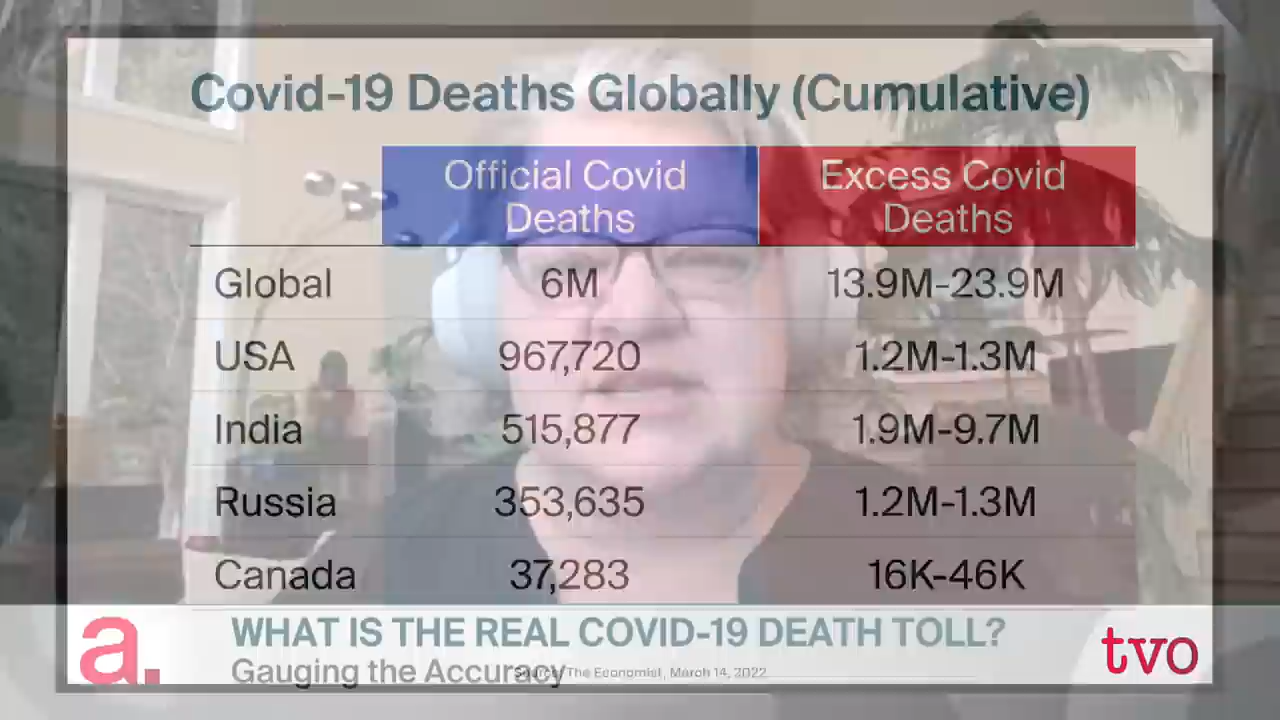 Covid-19 Deaths Globally (Cumulative)
Official Covid Deaths
Excess Covid Deaths
Global 6M 13.9M-23.9M
USA 967,720 1.2M-1.3M
India 515,877 1.9M-9.7M
Russia 353,635 1.2M-1.3M
Canada 37,283 16K-46K
a.
WHAT IS THE REAL COVID-19 DEATH TOLL?
Gauging the Accuracy
Source: The Economist, March 14, 2022
tvo